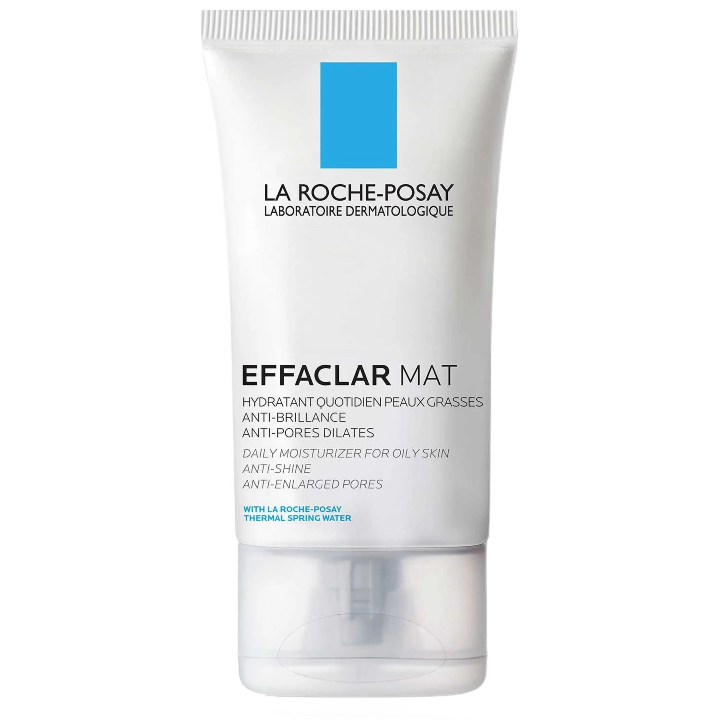 LA ROCHE-POSAY
LABORATOIRE DERMATOLOGIQUE
EFFACLAR MAT
HYDRATANT QUOTIDIEN PEAUX GRASSES
ANTI-BRILLANCE
ANTI-PORES DILATES
DAILY MOISTURIZER FOR OILY SKIN
ANTI-SHINE
ANTI-ENLARGED PORES
WITH LA ROCHE-POSAY
THERMAL SPRING WATER